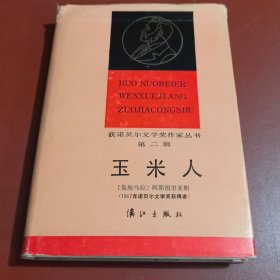 HUO NUOBEIER
WENXUEJIANG
ZUOJIACONGSHU
获诺贝尔文学奖作家丛书
第二辑
玉米人
〔危地马拉〕阿斯图里亚斯
(1967年诺贝尔文学奖获得者)
漓江出版社